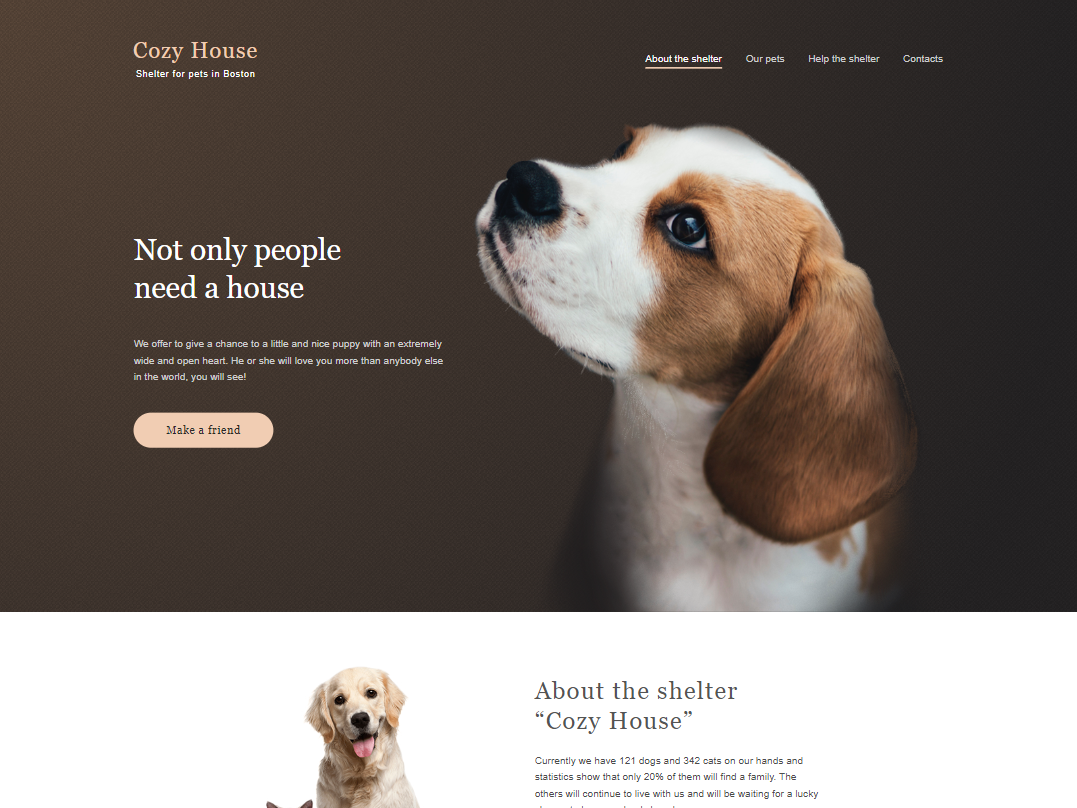 Cozy House
Shelter for pets in Boston
About the shelter
Our pets
Help the shelter
Contacts
Not only people
need a house
We offer to give a chance to a little and nice puppy with an extremely
wide and open heart. He or she will love you more than anybody else
in the world, you will see!
Make a friend
About the shelter
“Cozy House”
Currently we have 121 dogs and 342 cats on our hands and
statistics show that only 20% of them will find a family. The
others will continue to live with us and will be waiting for a lucky